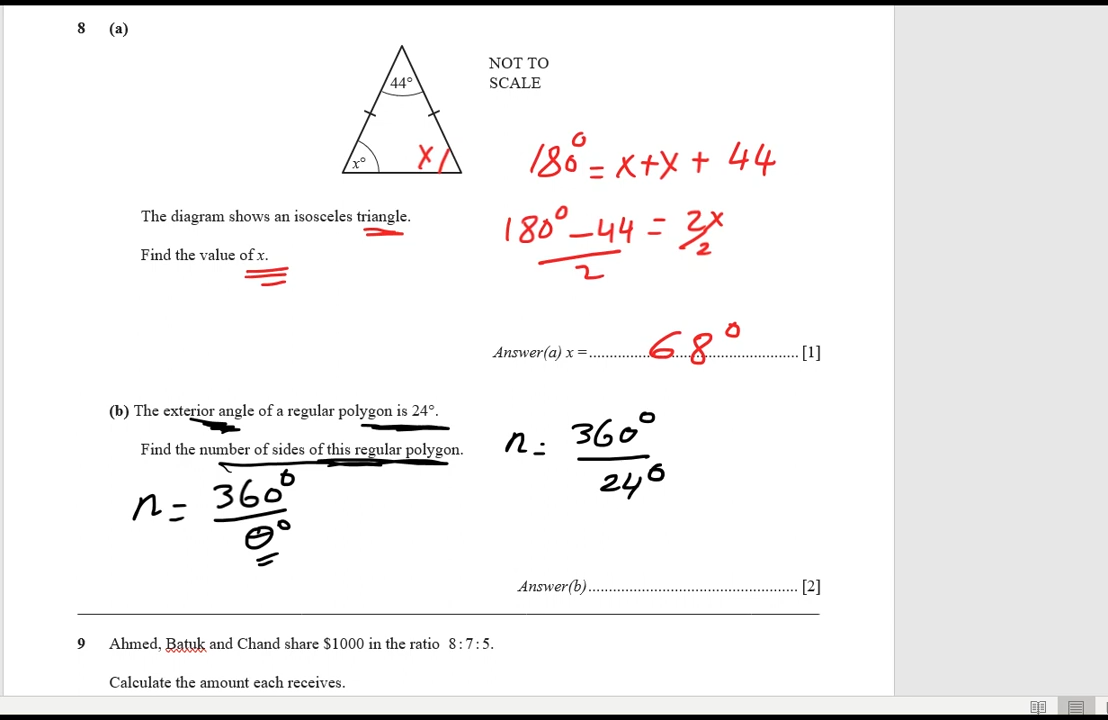 8 (a)
44°
NOT TO
SCALE
x°
x
180° = x+x + 44
The diagram shows an isosceles triangle.
180° - 44 = 2x
2 2
Find the value of x.
Answer(a) x = 68° [1]
(b) The exterior angle of a regular polygon is 24°.
Find the number of sides of this regular polygon.
n = 360°
24°
n = 360°
θ°
Answer(b) [2]
9 Ahmed, Batuk and Chand share $1000 in the ratio 8 : 7 : 5.
Calculate the amount each receives.